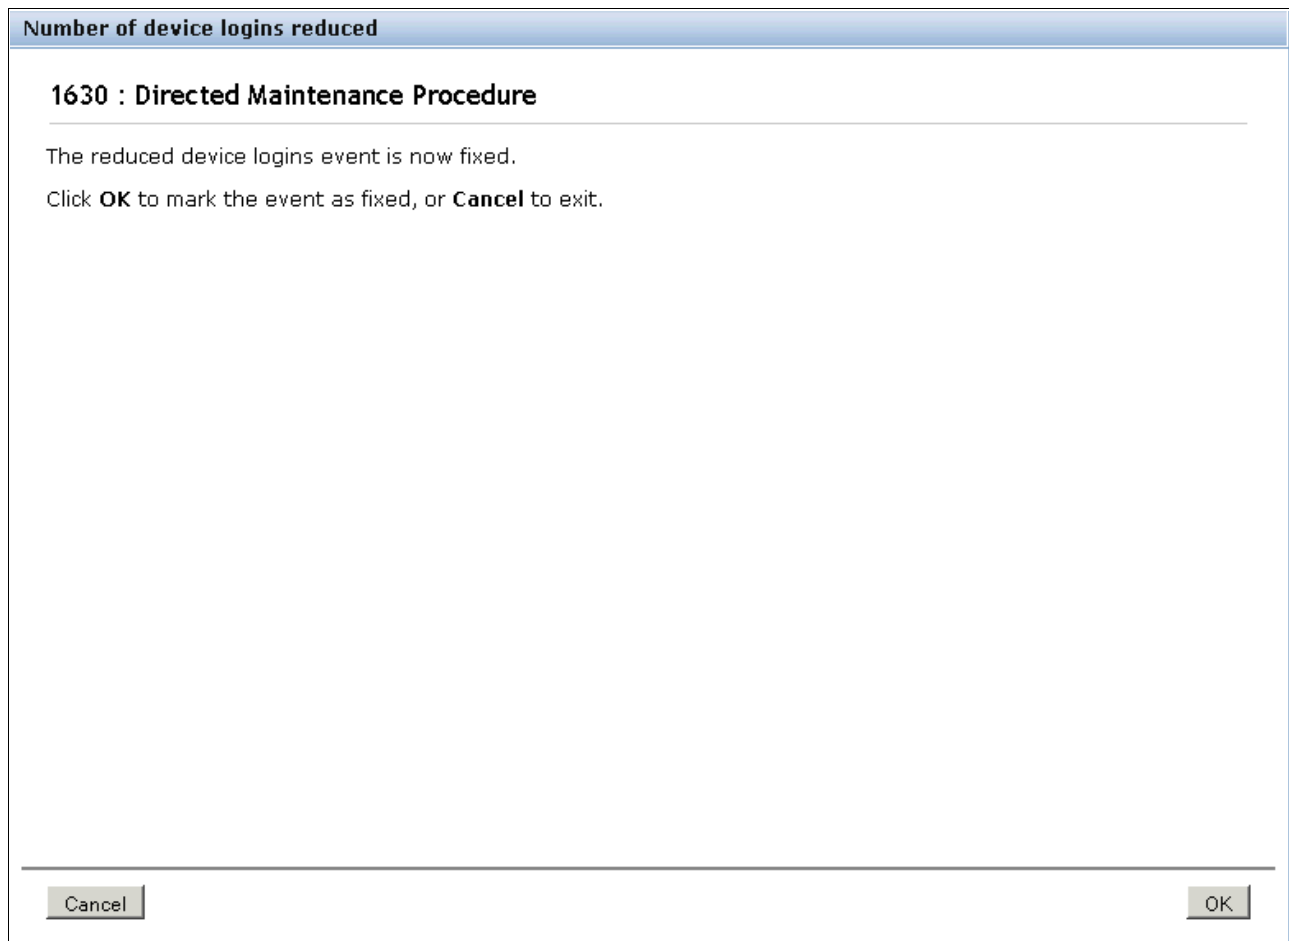 Number of device logins reduced
1630 : Directed Maintenance Procedure
The reduced device logins event is now fixed.
Click OK to mark the event as fixed, or Cancel to exit.
Cancel
OK